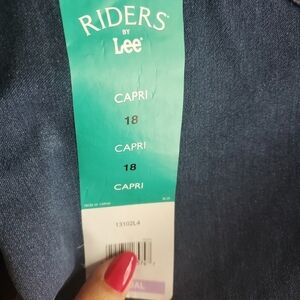 RIDERS
BY
Lee
CAPRI
18
CAPRI
18
CAPRI
13102L4